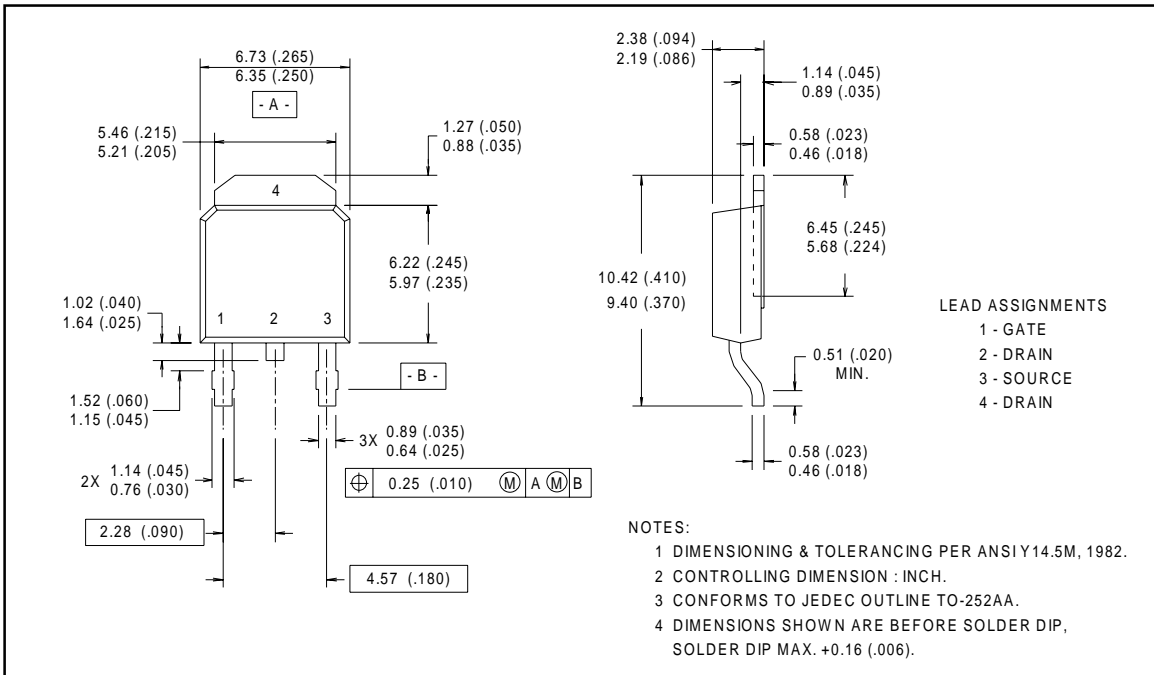 6.73 (.265)
6.35 (.250)
- A -
5.46 (.215)
5.21 (.205)
1.27 (.050)
0.88 (.035)
4
6.22 (.245)
5.97 (.235)
1.02 (.040)
1.64 (.025)
1 2 3
- B -
1.52 (.060)
1.15 (.045)
3X 0.89 (.035)
0.64 (.025)
2X 1.14 (.045)
0.76 (.030)
⌖ 0.25 (.010) Ⓜ A Ⓜ B
2.28 (.090)
4.57 (.180)
2.38 (.094)
2.19 (.086)
1.14 (.045)
0.89 (.035)
0.58 (.023)
0.46 (.018)
6.45 (.245)
5.68 (.224)
10.42 (.410)
9.40 (.370)
0.51 (.020)
MIN.
0.58 (.023)
0.46 (.018)
LEAD ASSIGNMENTS
1 - GATE
2 - DRAIN
3 - SOURCE
4 - DRAIN
NOTES:
1 DIMENSIONING & TOLERANCING PER ANSI Y14.5M, 1982.
2 CONTROLLING DIMENSION : INCH.
3 CONFORMS TO JEDEC OUTLINE TO-252AA.
4 DIMENSIONS SHOWN ARE BEFORE SOLDER DIP,
SOLDER DIP MAX. +0.16 (.006).